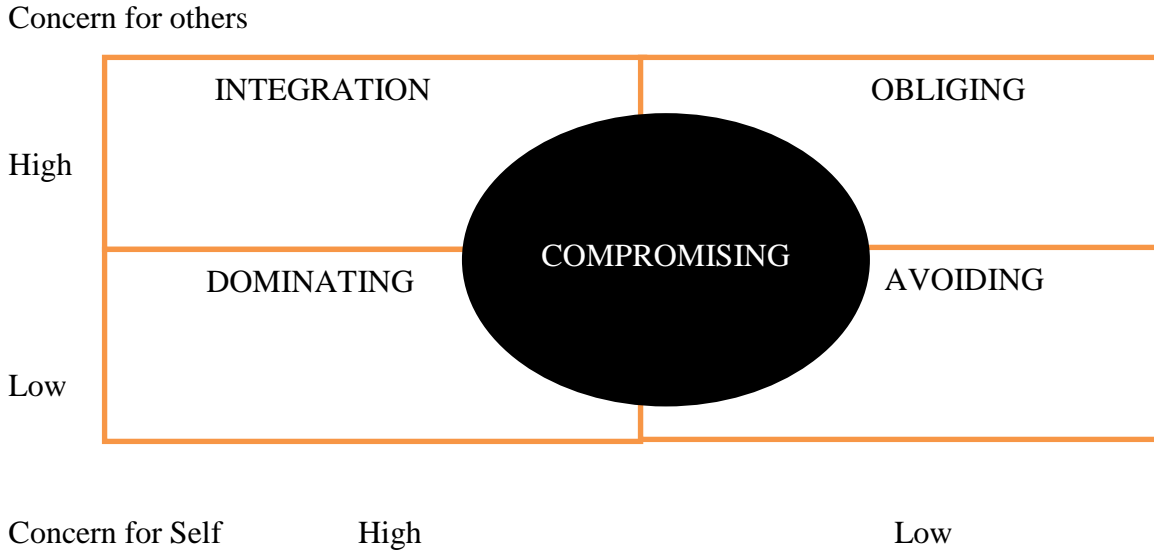 Concern for others
INTEGRATION OBLIGING
High
COMPROMISING
DOMINATING AVOIDING
Low
Concern for Self High Low